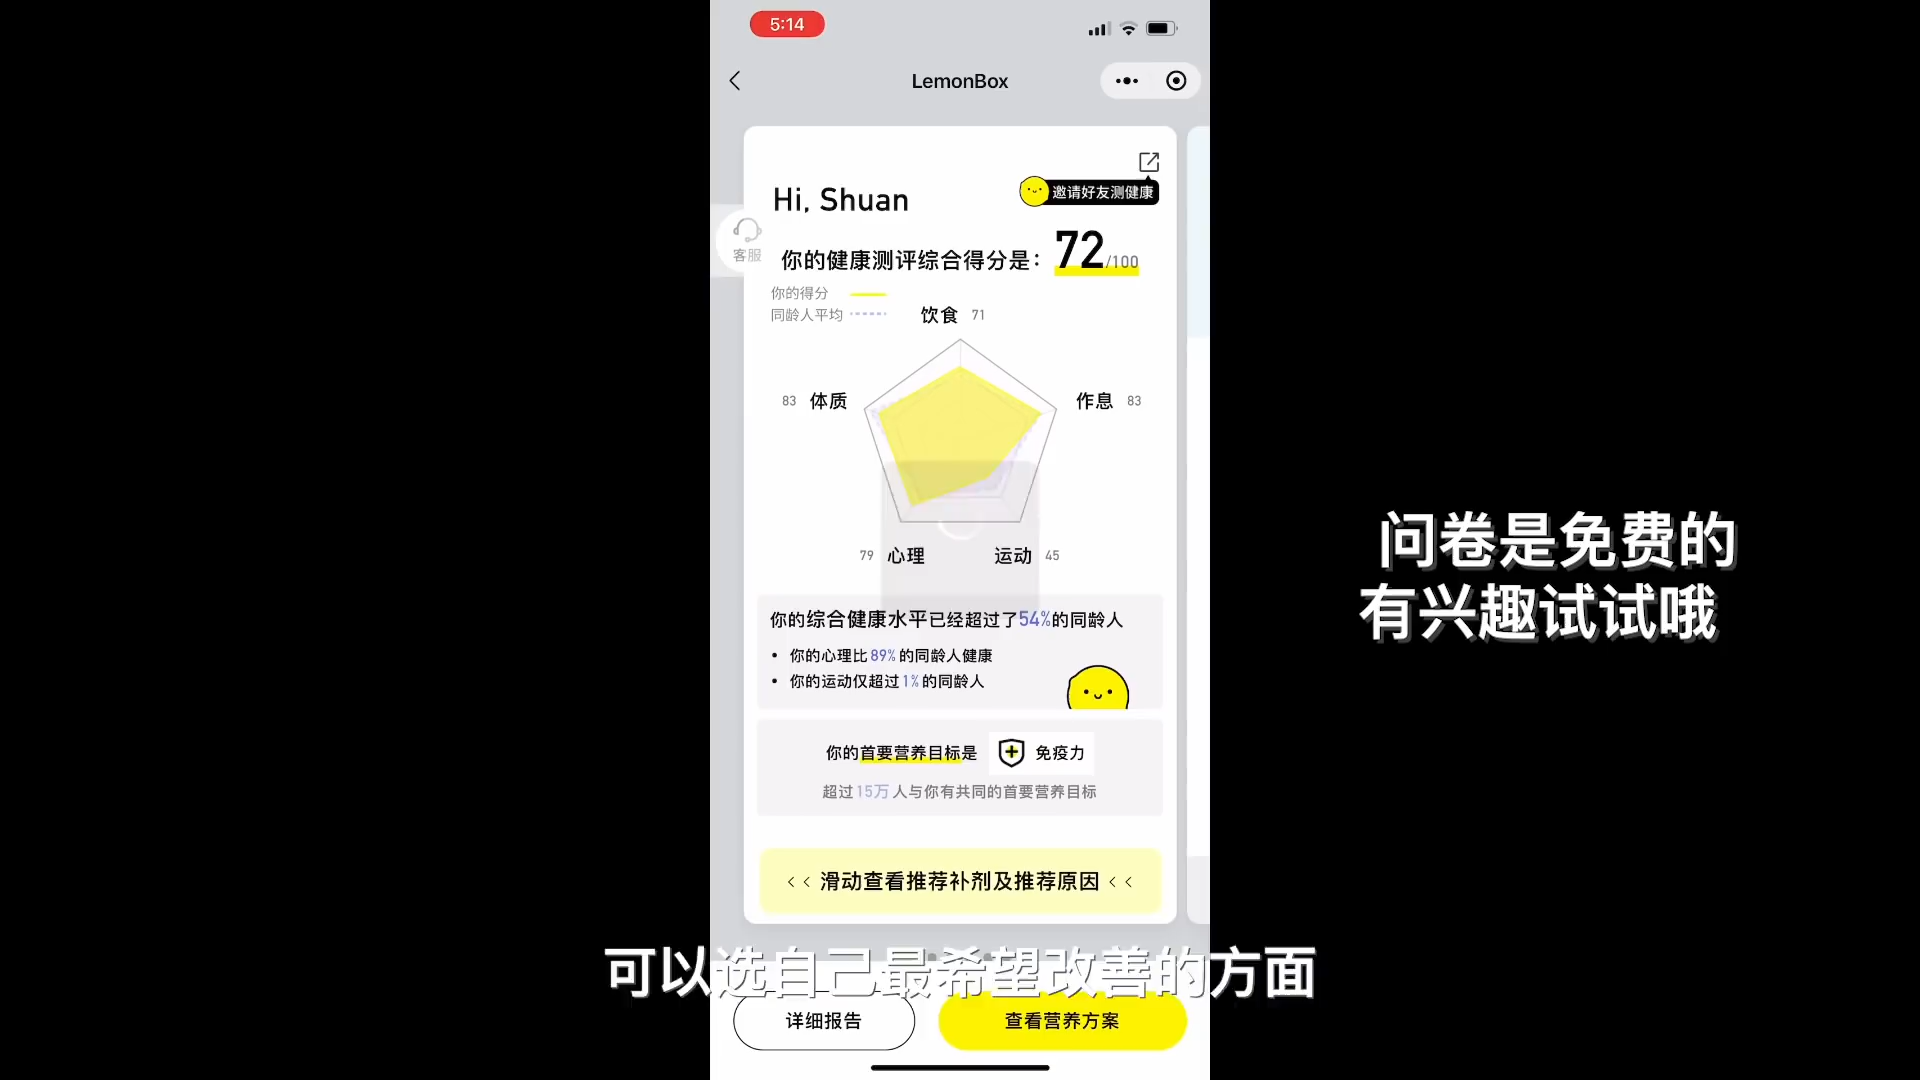 5:14
LemonBox
邀请好友测健康
Hi, Shuan
客服
你的健康测评综合得分是：72/100
你的得分
同龄人平均
饮食 71
83 体质
作息 83
79 心理
运动 45
你的综合健康水平已经超过了54%的同龄人
• 你的心理比89%的同龄人健康
• 你的运动仅超过1%的同龄人
你的首要营养目标是 免疫力
超过15万人与你有共同的首要营养目标
<< 滑动查看推荐补剂及推荐原因 <<
问卷是免费的
有兴趣试试哦
可以选自己最希望改善的方面
详细报告
查看营养方案